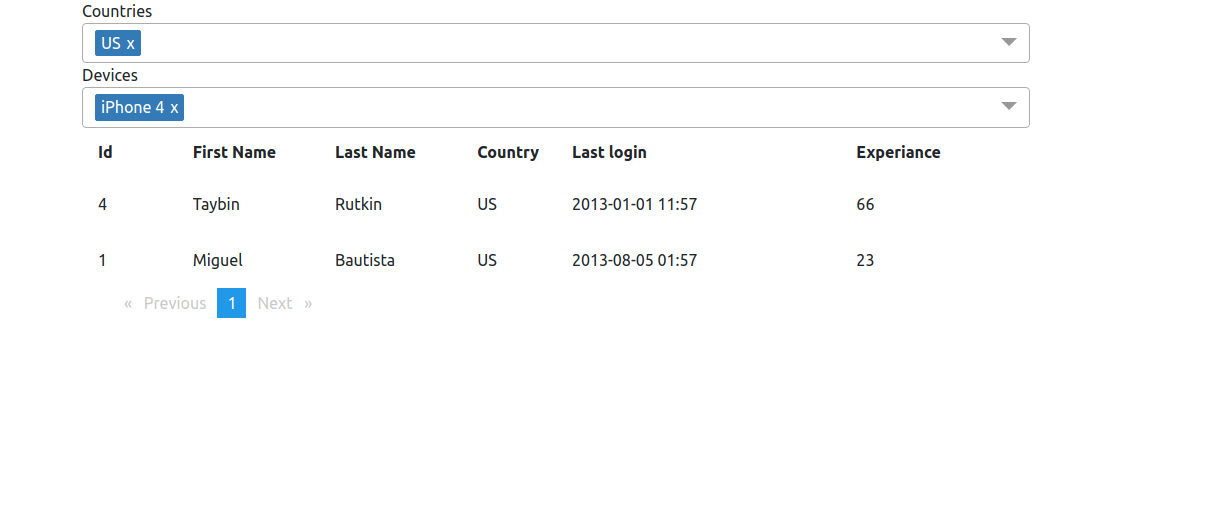 Countries
US x
Devices
iPhone 4 x
Id First Name Last Name Country Last login Experiance
4 Taybin Rutkin US 2013-01-01 11:57 66
1 Miguel Bautista US 2013-08-05 01:57 23
« Previous 1 Next »